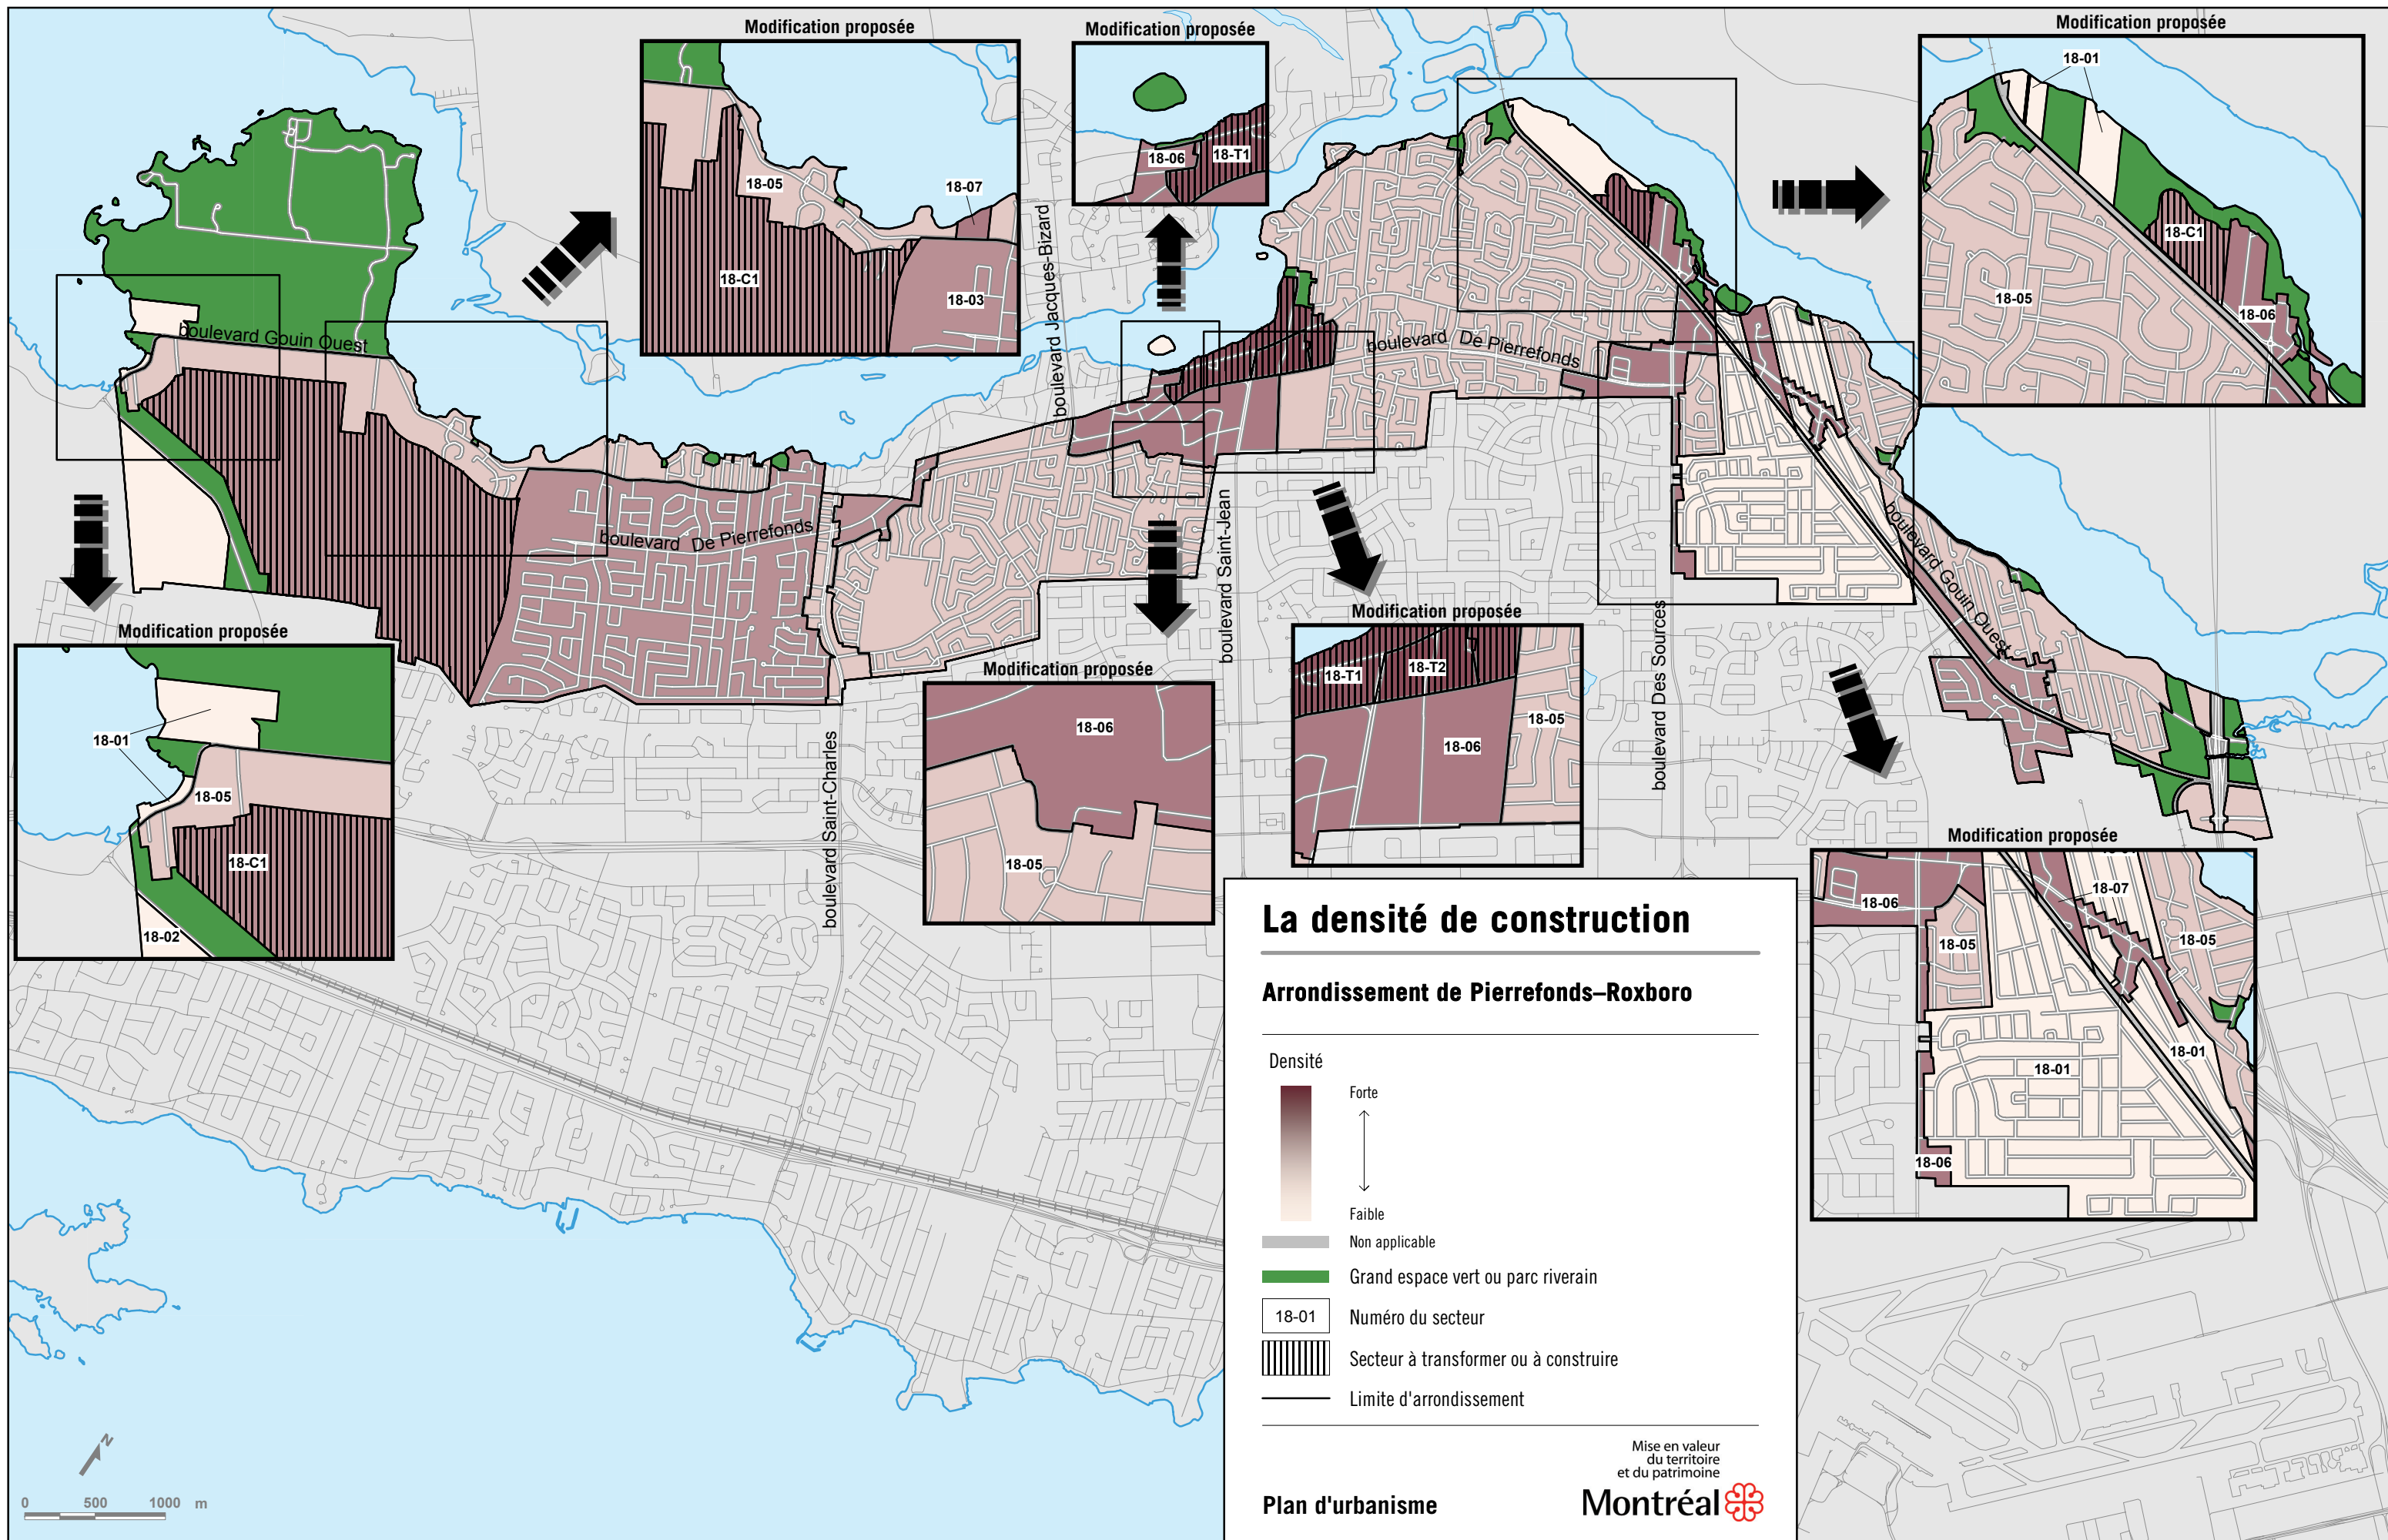 Modification proposée
18-05
18-07
18-C1
18-03
Modification proposée
18-06
18-T1
Modification proposée
18-01
18-C1
18-05
18-06
boulevard Gouin Ouest
boulevard Jacques-Bizard
boulevard De Pierrefonds
boulevard De Pierrefonds
boulevard Saint-Jean
boulevard Gouin Ouest
boulevard Des Sources
boulevard Saint-Charles
Modification proposée
18-01
18-05
18-C1
18-02
Modification proposée
18-06
18-05
Modification proposée
18-T1
18-T2
18-05
18-06
Modification proposée
18-06
18-07
18-05
18-05
18-01
18-01
18-06
La densité de construction
Arrondissement de Pierrefonds–Roxboro
Densité
Forte
Faible
Non applicable
Grand espace vert ou parc riverain
18-01 Numéro du secteur
Secteur à transformer ou à construire
Limite d'arrondissement
Mise en valeur
du territoire
et du patrimoine
Plan d'urbanisme
Montréal
N
0 500 1000 m